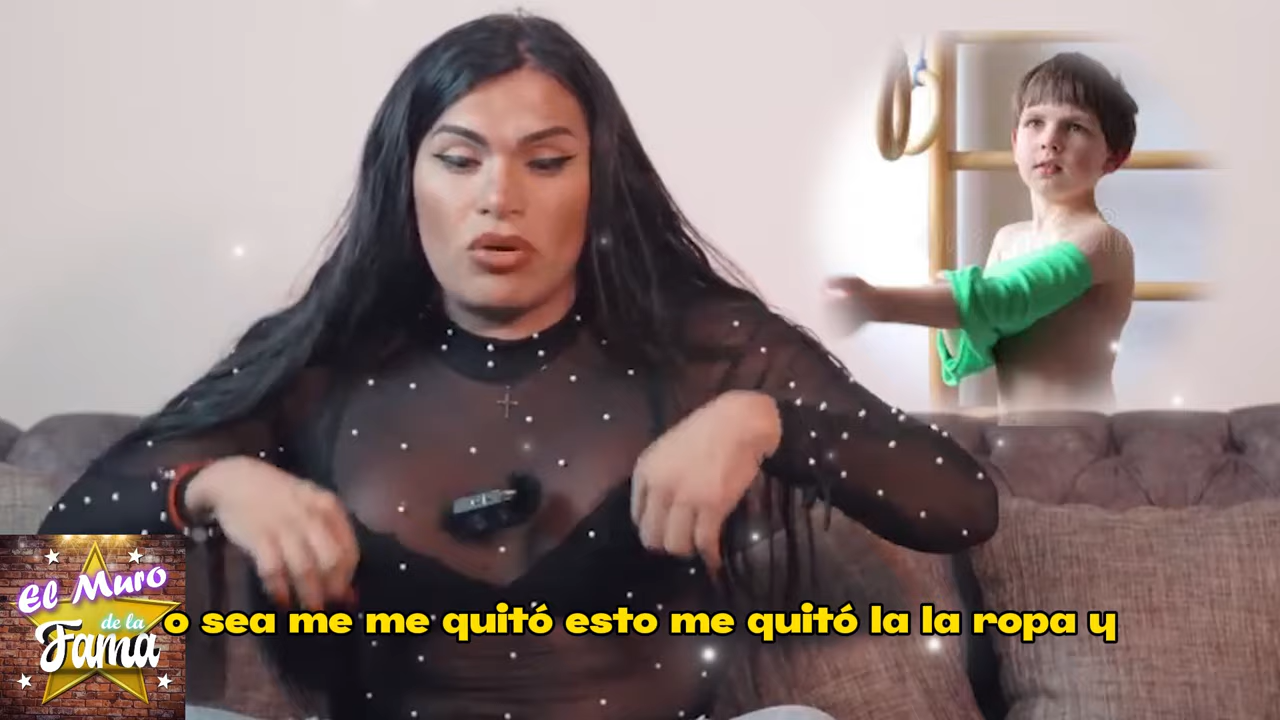 El Muro
de la
Fama
o sea me me quitó esto me quitó la la ropa y